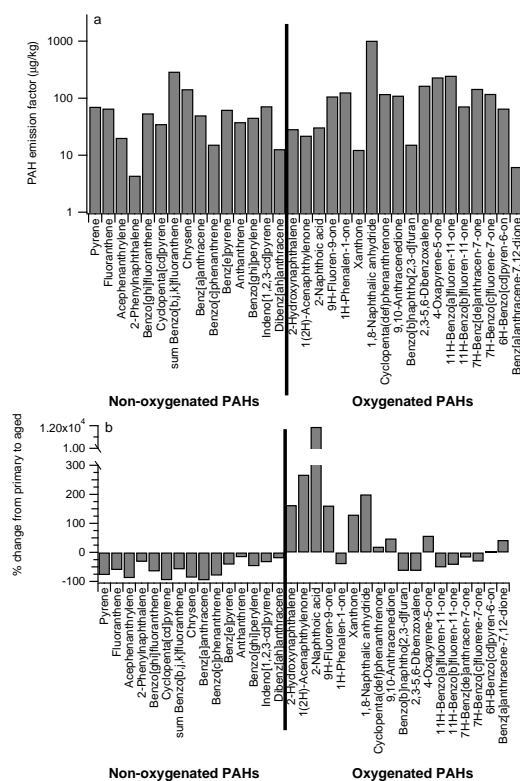 a
PAH emission factor (µg/kg)
1000
100
10
1
Pyrene
Fluoranthene
Acephenanthrylene
2-Phenylnaphthalene
Benzo[ghi]fluoranthene
Cyclopenta[cd]pyrene
sum Benzo[b,j,k]fluoranthene
Chrysene
Benz[a]anthracene
Benzo[c]phenanthrene
Benz[e]pyrene
Anthanthrene
Benzo[ghi]perylene
Indeno[1,2,3-cd]pyrene
Dibenz[ah]anthracene
2-Hydroxynaphthalene
1(2H)-Acenaphthylenone
2-Naphthoic acid
9H-Fluoren-9-one
1H-Phenalen-1-one
Xanthone
1,8-Naphthalic anhydride
Cyclopenta(def)phenanthrenone
9,10-Anthracenedione
Benzo[b]naphtho[2,3-d]furan
2,3-5,6-Dibenzoxalene
4-Oxapyrene-5-one
11H-Benzo[a]fluoren-11-one
11H-Benzo[b]fluoren-11-one
7H-Benz[de]anthracen-7-one
7H-Benzo[c]fluorene-7-one
6H-Benzo[cd]pyren-6-on
Benz[a]anthracene-7,12-dione
Non-oxygenated PAHs
Oxygenated PAHs
b
% change from primary to aged
1.20x10⁴
1.00
300
200
100
0
-100
Pyrene
Fluoranthene
Acephenanthrylene
2-Phenylnaphthalene
Benzo[ghi]fluoranthene
Cyclopenta[cd]pyrene
sum Benzo[b,j,k]fluoranthene
Chrysene
Benz[a]anthracene
Benzo[c]phenanthrene
Benz[e]pyrene
Anthanthrene
Benzo[ghi]perylene
Indeno[1,2,3-cd]pyrene
Dibenz[ah]anthracene
2-Hydroxynaphthalene
1(2H)-Acenaphthylenone
2-Naphthoic acid
9H-Fluoren-9-one
1H-Phenalen-1-one
Xanthone
1,8-Naphthalic anhydride
Cyclopenta(def)phenanthrenone
9,10-Anthracenedione
Benzo[b]naphtho[2,3-d]furan
2,3-5,6-Dibenzoxalene
4-Oxapyrene-5-one
11H-Benzo[a]fluoren-11-one
11H-Benzo[b]fluoren-11-one
7H-Benz[de]anthracen-7-one
7H-Benzo[c]fluorene-7-one
6H-Benzo[cd]pyren-6-on
Benz[a]anthracene-7,12-dione
Non-oxygenated PAHs
Oxygenated PAHs